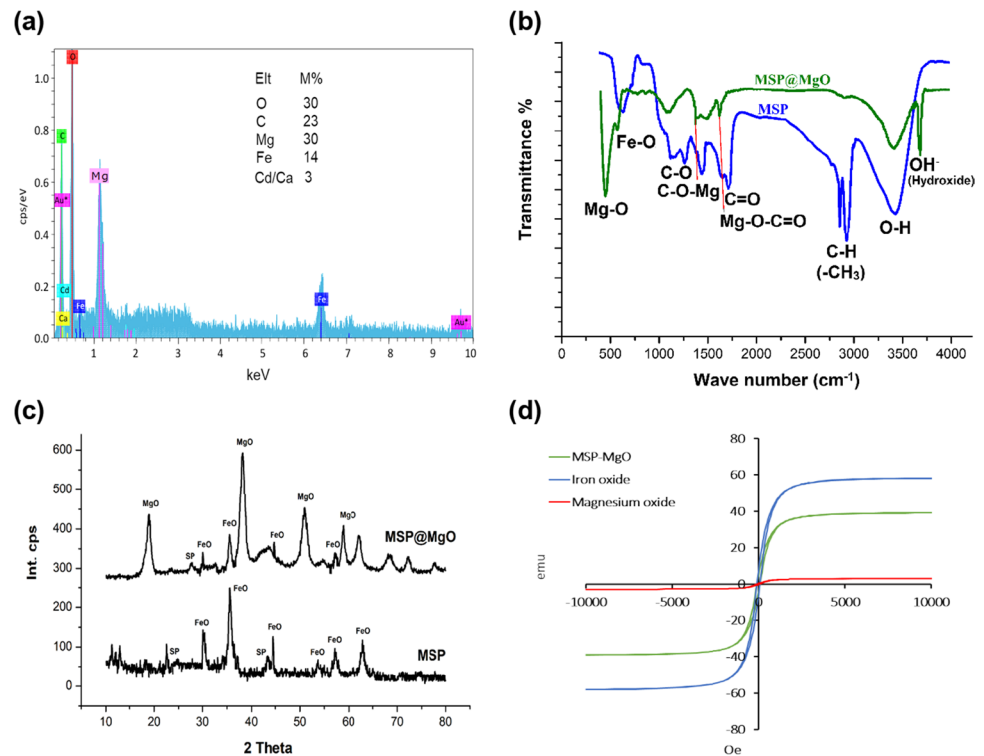 (a)
Elt M%
O 30
C 23
Mg 30
Fe 14
Cd/Ca 3
O
C
Au*
Cd
Ca
Fe
Mg
Fe
Au*
cps/eV
1.0
0.8
0.6
0.4
0.2
0.0
1 2 3 4 5 6 7 8 9 10
keV
(b)
MSP@MgO
MSP
Fe-O
Mg-O
C-O
C-O-Mg
C=O
Mg-O-C=O
C-H
(-CH₃)
O-H
OH⁻
(Hydroxide)
Transmittance %
0 500 1000 1500 2000 2500 3000 3500 4000
Wave number (cm⁻¹)
(c)
Int. cps
600
500
400
300
200
100
0
MgO
SP
FeO
FeO
MgO
FeO
MgO
FeO
MgO
MSP@MgO
SP
FeO
FeO
SP
FeO
FeO
FeO
FeO
MSP
10 20 30 40 50 60 70 80
2 Theta
(d)
MSP-MgO
Iron oxide
Magnesium oxide
emu
80
60
40
20
0
-20
-40
-60
-80
-10000 -5000 0 5000 10000
Oe